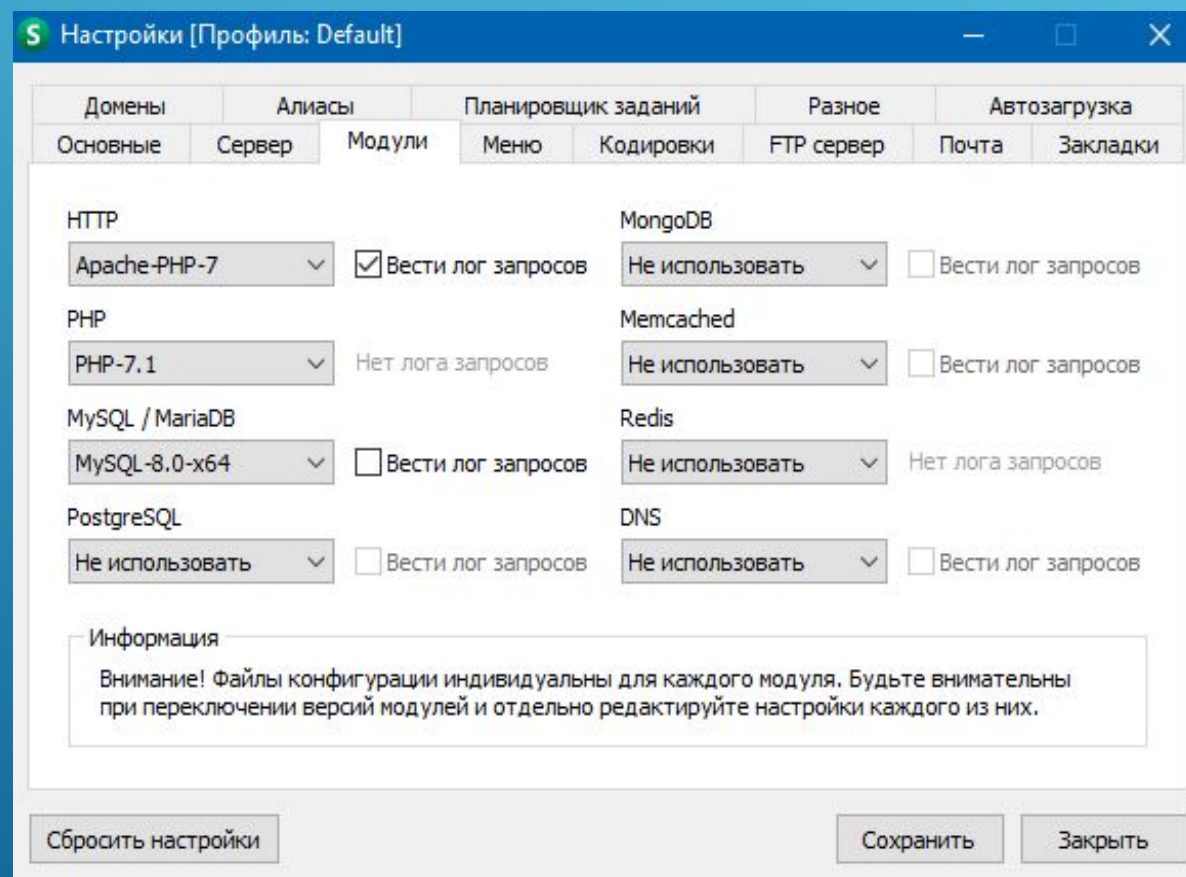 S Настройки [Профиль: Default]
Домены Алиасы Планировщик заданий Разное Автозагрузка
Основные Сервер Модули Меню Кодировки FTP сервер Почта Закладки
HTTP
Apache-PHP-7 Вести лог запросов
PHP
PHP-7.1 Нет лога запросов
MySQL / MariaDB
MySQL-8.0-x64 Вести лог запросов
PostgreSQL
Не использовать Вести лог запросов
MongoDB
Не использовать Вести лог запросов
Memcached
Не использовать Вести лог запросов
Redis
Не использовать Нет лога запросов
DNS
Не использовать Вести лог запросов
Информация
Внимание! Файлы конфигурации индивидуальны для каждого модуля. Будьте внимательны
при переключении версий модулей и отдельно редактируйте настройки каждого из них.
Сбросить настройки Сохранить Закрыть